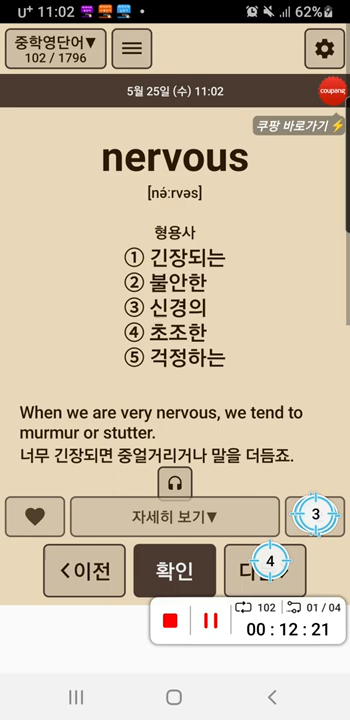 U+ 11:02 62%
중학영단어▼
102 / 1796
5월 25일 (수) 11:02
coupang
쿠팡 바로가기⚡
nervous
[nə́ːrvəs]
형용사
① 긴장되는
② 불안한
③ 신경의
④ 초조한
⑤ 걱정하는
When we are very nervous, we tend to
murmur or stutter.
너무 긴장되면 중얼거리거나 말을 더듬죠.
자세히 보기▼
3
<이전
확인
4
102 01 / 04
00 : 12 : 21